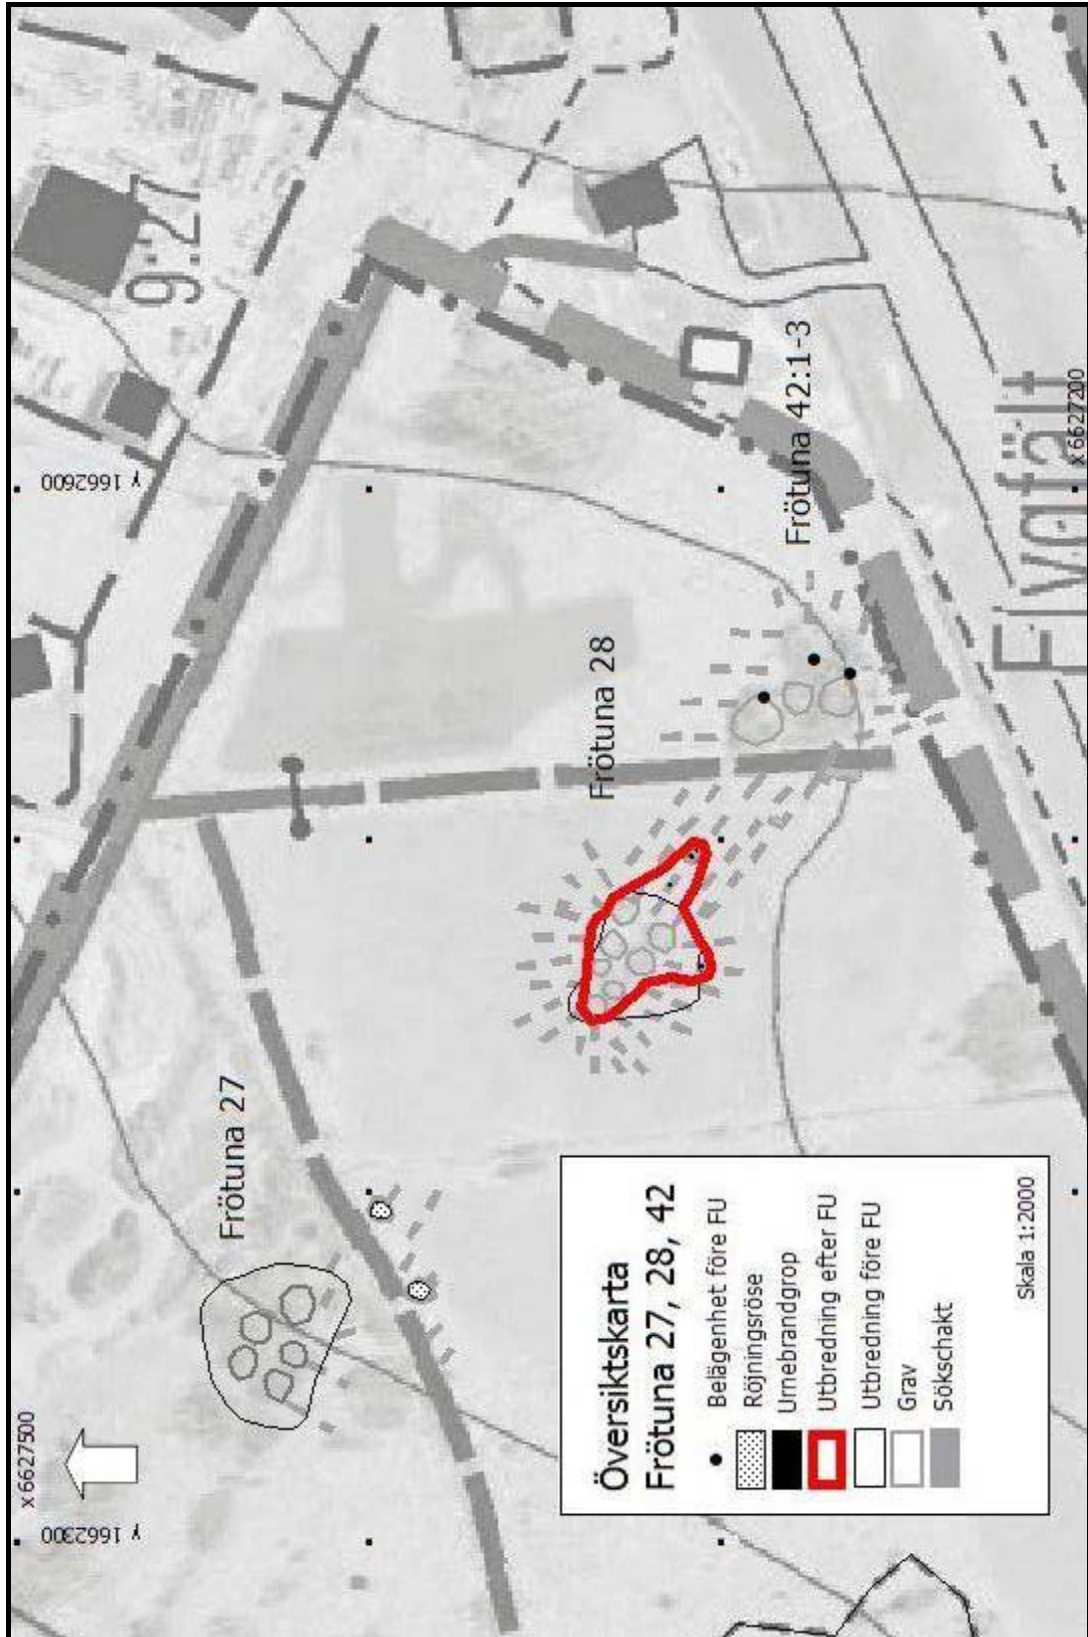 x 6627500
y 1662300
9:27
y 1662600
Frötuna 27
Frötuna 28
Frötuna 42:1-3
Flygfält
x 6627200
Översiktskarta
Frötuna 27, 28, 42
Belägenhet före FU
Röjningsröse
Urnebrandgrop
Utbredning efter FU
Utbredning före FU
Grav
Sökschakt
Skala 1:2000